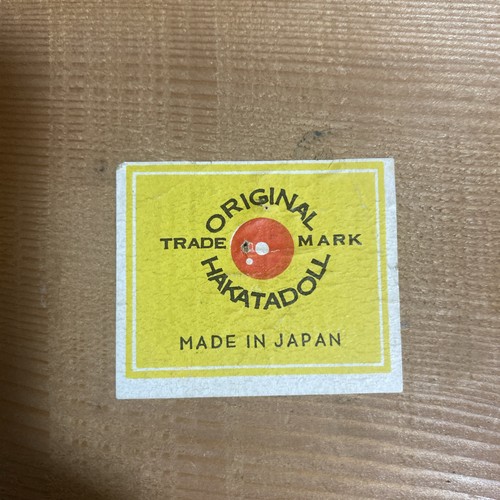 ORIGINAL
TRADE MARK
HAKATADOLL
MADE IN JAPAN